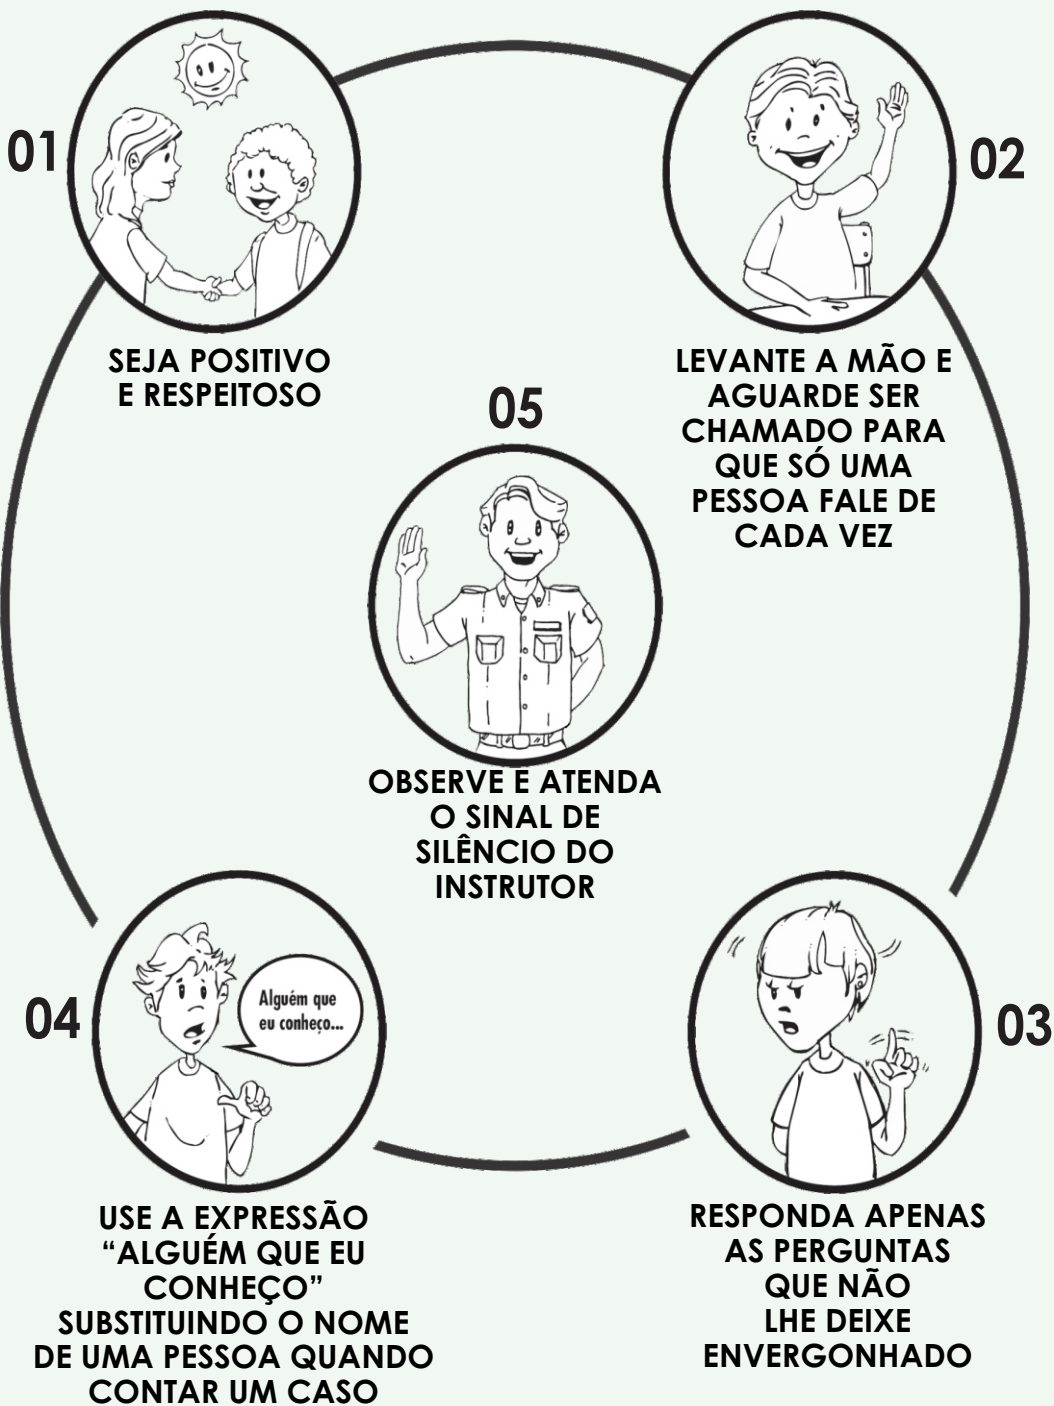 01
SEJA POSITIVO
E RESPEITOSO
02
LEVANTE A MÃO E
AGUARDE SER
CHAMADO PARA
QUE SÓ UMA
PESSOA FALE DE
CADA VEZ
05
OBSERVE E ATENDA
O SINAL DE
SILÊNCIO DO
INSTRUTOR
04
Alguém que
eu conheço...
USE A EXPRESSÃO
“ALGUÉM QUE EU
CONHEÇO”
SUBSTITUINDO O NOME
DE UMA PESSOA QUANDO
CONTAR UM CASO
03
RESPONDA APENAS
AS PERGUNTAS
QUE NÃO
LHE DEIXE
ENVERGONHADO